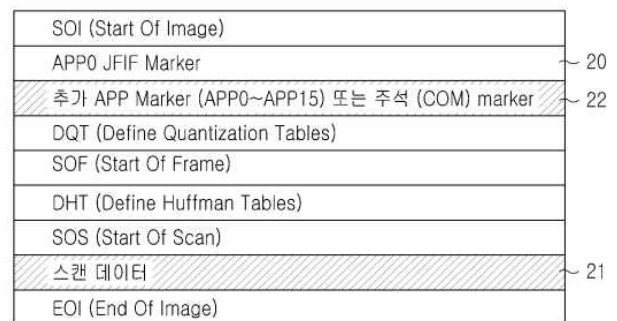 SOI (Start Of Image)
APP0 JFIF Marker
20
추가 APP Marker (APP0~APP15) 또는 주석 (COM) marker
22
DQT (Define Quantization Tables)
SOF (Start Of Frame)
DHT (Define Huffman Tables)
SOS (Start Of Scan)
스캔 데이터
21
EOI (End Of Image)